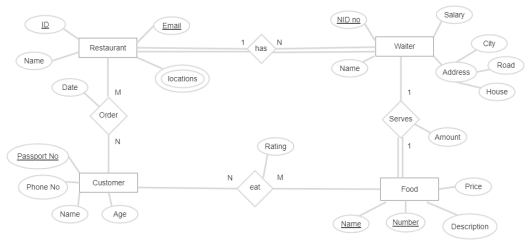 ID
Email
Name
Restaurant
locations
1
has
N
NID no
Salary
Waiter
Name
City
Address
Road
House
Date
M
Order
N
1
Serves
Amount
1
Passport No
Phone No
Customer
Name
Age
N
Rating
eat
M
Food
Price
Name
Number
Description